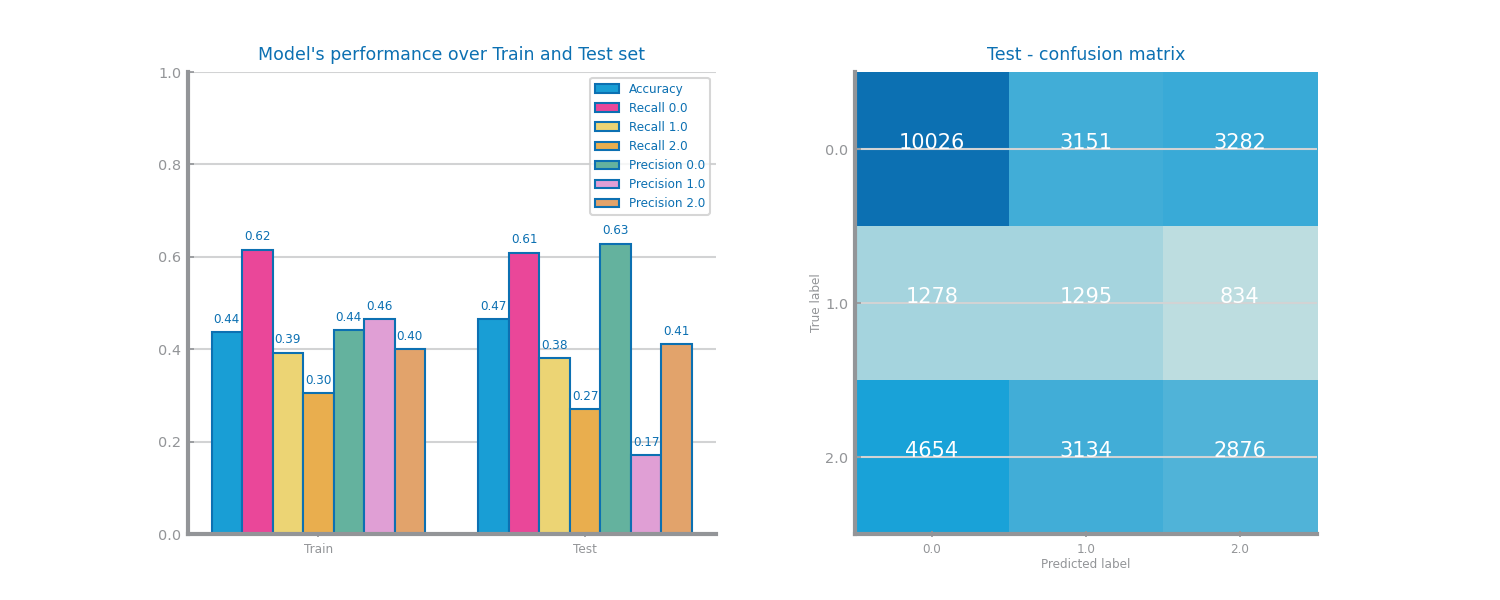 Model's performance over Train and Test set
1.0
0.8
0.6
0.4
0.2
0.0
Accuracy
Recall 0.0
Recall 1.0
Recall 2.0
Precision 0.0
Precision 1.0
Precision 2.0
0.44
0.62
0.39
0.30
0.44
0.46
0.40
0.47
0.61
0.38
0.27
0.63
0.17
0.41
Train
Test
Test - confusion matrix
True label
0.0
1.0
2.0
10026 3151 3282
1278 1295 834
4654 3134 2876
0.0 1.0 2.0
Predicted label